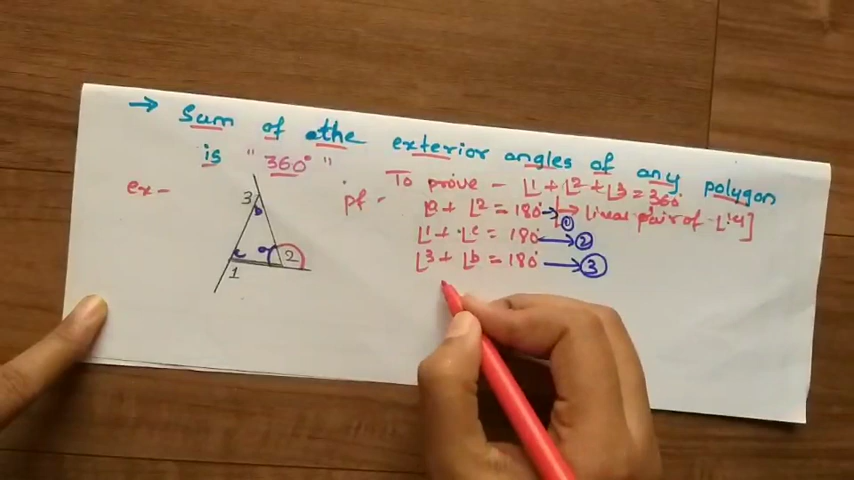 → Sum of the exterior angles of any polygon
is "360°"
ex-
pf - To prove - ∠1+∠2+∠3=360°
∠a + ∠2 = 180° → ① → linear pair of ∠'s]
∠1 + ∠c = 180° → ②
∠3 + ∠b = 180° → ③
3
b
c a 2
1